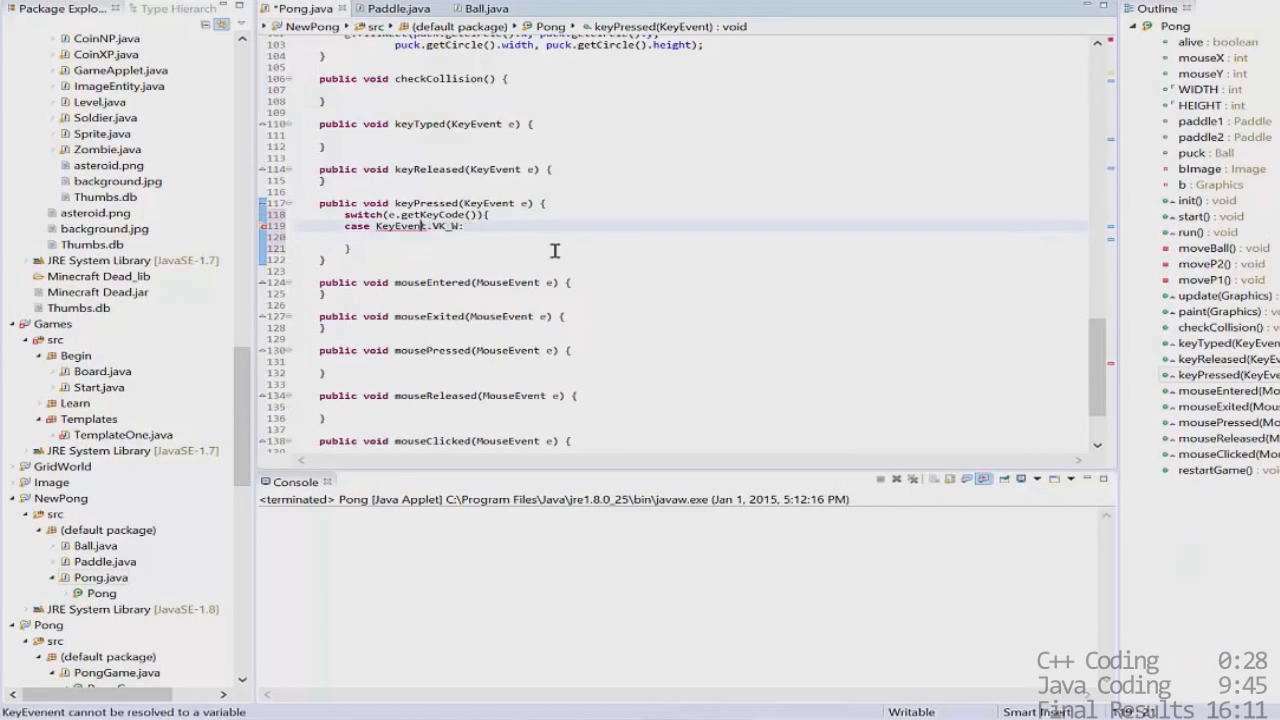 Package Explo...
Type Hierarch
*Pong.java
Paddle.java
Ball.java
Outline
NewPong
src
(default package)
Pong
keyPressed(KeyEvent) : void
CoinNP.java
CoinXP.java
GameApplet.java
ImageEntity.java
Level.java
Soldier.java
Sprite.java
Zombie.java
asteroid.png
background.jpg
Thumbs.db
asteroid.png
background.jpg
Thumbs.db
JRE System Library [JavaSE-1.7]
Minecraft Dead_lib
Minecraft Dead.jar
Thumbs.db
Games
src
Begin
Board.java
Start.java
Learn
Templates
TemplateOne.java
JRE System Library [JavaSE-1.7]
GridWorld
Image
NewPong
src
(default package)
Ball.java
Paddle.java
Pong.java
Pong
JRE System Library [JavaSE-1.8]
Pong
src
(default package)
PongGame.java
103 puck.getCircle().width, puck.getCircle().height);
104 }
105
106 public void checkCollision() {
107
108 }
109
110 public void keyTyped(KeyEvent e) {
111
112 }
113
114 public void keyReleased(KeyEvent e) {
115 }
116
117 public void keyPressed(KeyEvent e) {
118 switch(e.getKeyCode()){
119 case KeyEvent.VK_W:
120
121 }
122 }
123
124 public void mouseEntered(MouseEvent e) {
125 }
126
127 public void mouseExited(MouseEvent e) {
128 }
129
130 public void mousePressed(MouseEvent e) {
131
132 }
133
134 public void mouseReleased(MouseEvent e) {
135
136 }
137
138 public void mouseClicked(MouseEvent e) {
Console
<terminated> Pong [Java Applet] C:\Program Files\Java\jre1.8.0_25\bin\javaw.exe (Jan 1, 2015, 5:12:16 PM)
Pong
alive : boolean
mouseX : int
mouseY : int
WIDTH : int
HEIGHT : int
paddle1 : Paddle
paddle2 : Paddle
puck : Ball
bImage : Image
b : Graphics
init() : void
start() : void
run() : void
moveBall() : void
moveP2() : void
moveP1() : void
update(Graphics)
paint(Graphics) :
checkCollision() :
keyTyped(KeyEven
keyReleased(KeyEv
keyPressed(KeyEve
mouseEntered(Mo
mouseExited(Mou
mousePressed(Mo
mouseReleased(Mo
mouseClicked(Mo
restartGame() : vo
C++ Coding 0:28
Java Coding 9:45
Final Results 16:11
KeyEvenent cannot be resolved to a variable
Writable
Smart Insert